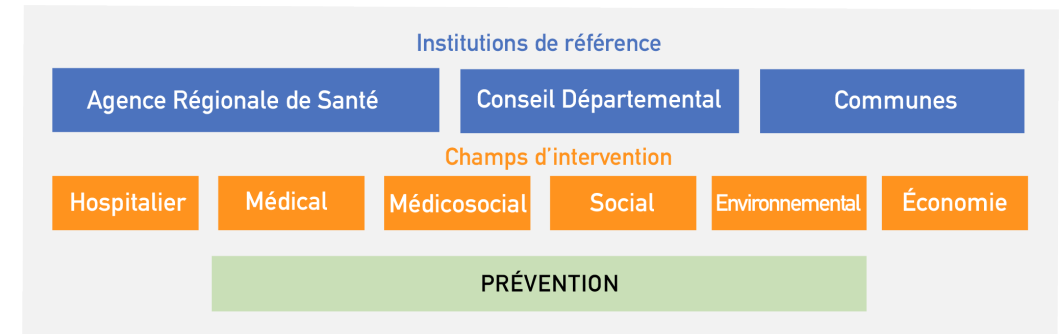 Institutions de référence
Agence Régionale de Santé
Conseil Départemental
Communes
Champs d'intervention
Hospitalier
Médical
Médicosocial
Social
Environnemental
Économie
PRÉVENTION